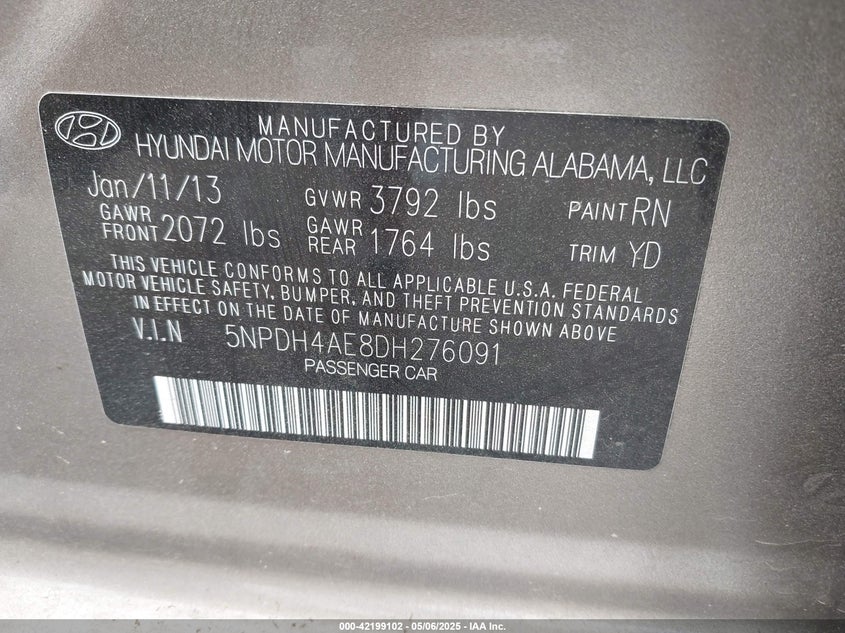 MANUFACTURED BY
HYUNDAI MOTOR MANUFACTURING ALABAMA, LLC
Jan/11/13 GVWR 3792 lbs PAINT RN
GAWR FRONT 2072 lbs GAWR REAR 1764 lbs TRIM YD
THIS VEHICLE CONFORMS TO ALL APPLICABLE U.S.A. FEDERAL
MOTOR VEHICLE SAFETY, BUMPER, AND THEFT PREVENTION STANDARDS
IN EFFECT ON THE DATE OF MANUFACTURE SHOWN ABOVE
V.I.N 5NPDH4AE8DH276091
PASSENGER CAR
000-42199102 — 05/06/2025 — IAA Inc.